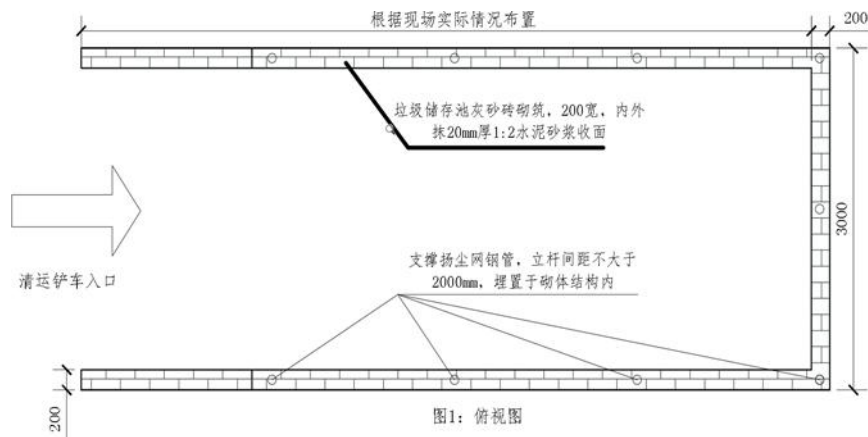 根据现场实际情况布置
200
垃圾储存池灰砂砖砌筑，200宽，内外
抹20mm厚1:2水泥砂浆收面
3000
支撑扬尘网钢管，立杆间距不大于
2000mm，埋置于砌体结构内
清运铲车入口
200
图1：俯视图